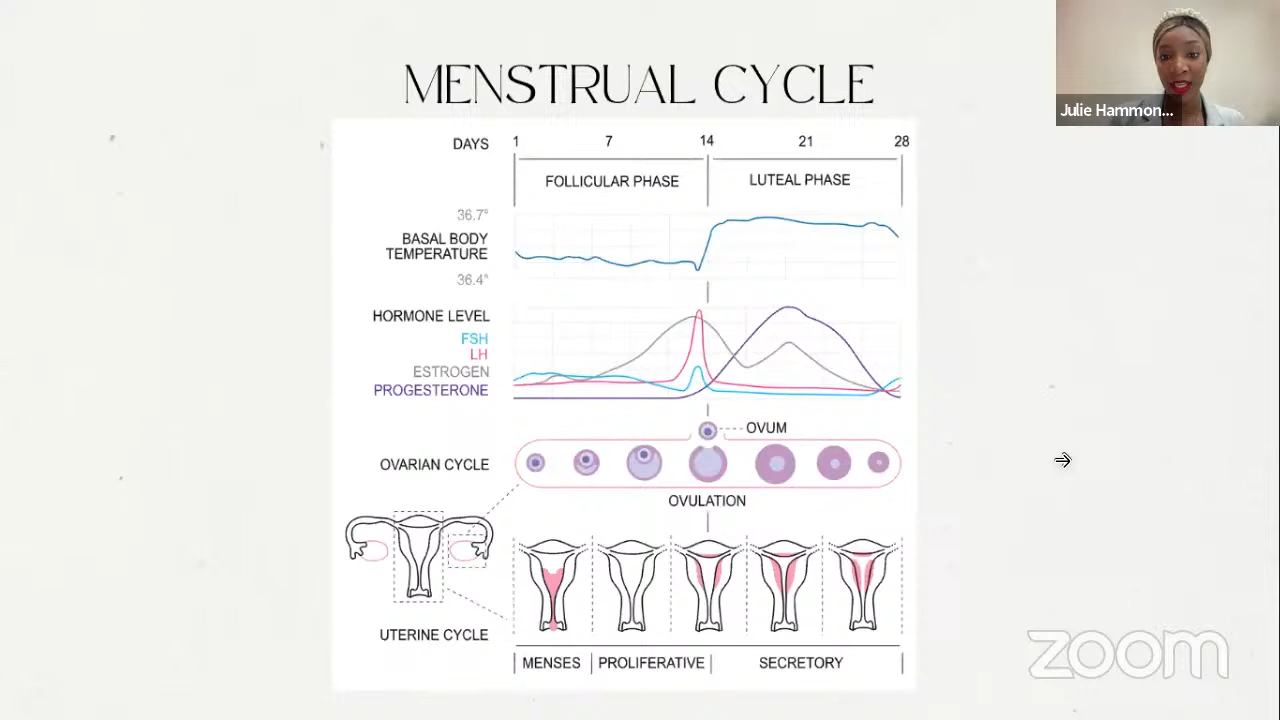 MENSTRUAL CYCLE
Julie Hammon...
DAYS 1 7 14 21 28
FOLLICULAR PHASE LUTEAL PHASE
36.7°
BASAL BODY
TEMPERATURE
36.4°
HORMONE LEVEL
FSH
LH
ESTROGEN
PROGESTERONE
OVUM
OVARIAN CYCLE
OVULATION
UTERINE CYCLE
MENSES PROLIFERATIVE SECRETORY
zoom